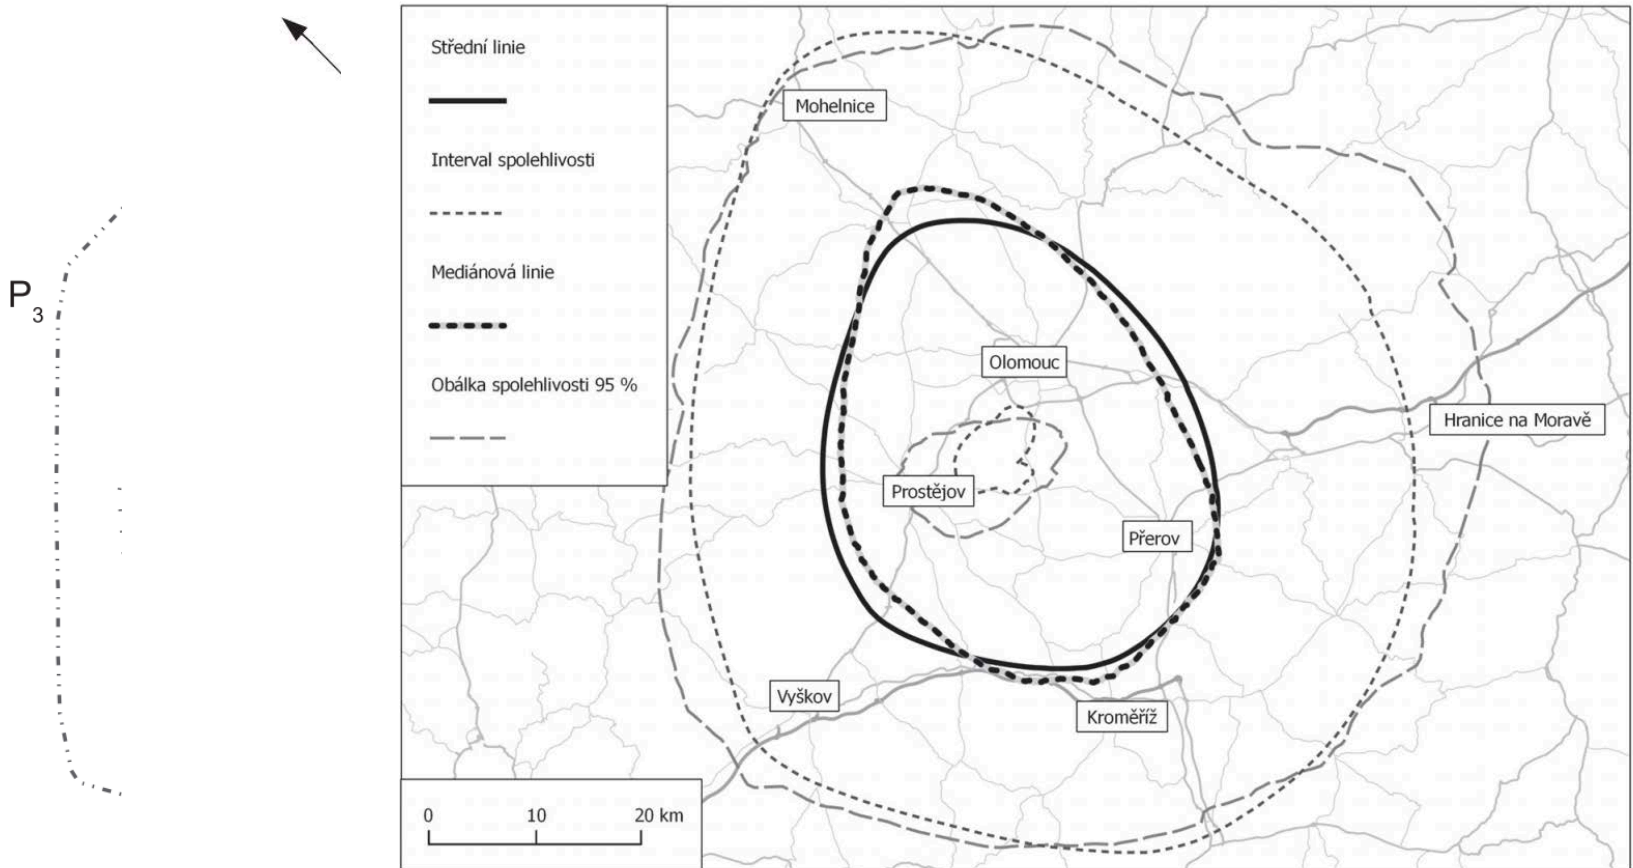 P3
Střední linie
Interval spolehlivosti
Mediánová linie
Obálka spolehlivosti 95 %
Mohelnice
Olomouc
Hranice na Moravě
Prostějov
Přerov
Vyškov
Kroměříž
0 10 20 km